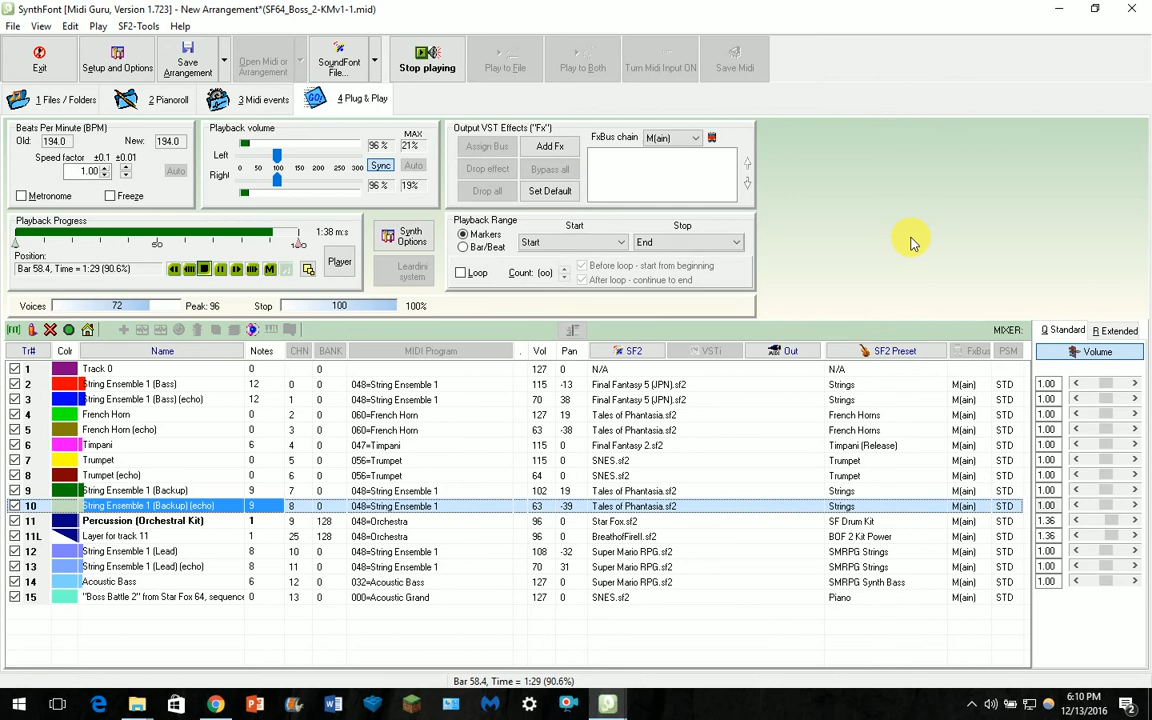 SynthFont [Midi Guru, Version 1.723] - New Arrangement*(SF64_Boss_2-KMv1-1.mid)
File View Edit Play SF2-Tools Help
Exit Setup and Options Save Arrangement Open Midi or Arrangement SoundFont File... Stop playing Play to File Play to Both Turn Midi Input ON Save Midi
1 Files / Folders 2 Pianoroll 3 Midi events GO! 4 Plug & Play
Beats Per Minute (BPM) Playback volume MAX Output VST Effects ("Fx") FxBus chain M(ain)
Old: 194.0 New: 194.0 Left 96 % 21% Assign Bus Add Fx
Speed factor ±0.1 ±0.01 0 50 100 150 200 250 300 Sync Auto Drop effect Bypass all
1.00 Auto Right 96 % 19% Drop all Set Default
Metronome Freeze
Playback Progress Playback Range
1:38 m:s Synth Options Markers Start Stop
Bar/Beat Start End
Position:
Bar 58.4, Time = 1:29 (90.6%) M Player Leardini system Loop Count: (oo) Before loop - start from beginning
After loop - continue to end
Voices 72 Peak: 96 Stop 100 100%
MIXER: Q Standard R Extended
Tr# Colr Name Notes CHN BANK MIDI Program . Vol Pan SF2 VSTi Out SF2 Preset FxBus PSM Volume
1 Track 0 0 127 0 N/A N/A
2 String Ensemble 1 (Bass) 12 0 0 048=String Ensemble 1 115 -13 Final Fantasy 5 (JPN).sf2 Strings M(ain) STD 1.00
3 String Ensemble 1 (Bass) (echo) 12 1 0 048=String Ensemble 1 70 38 Final Fantasy 5 (JPN).sf2 Strings M(ain) STD 1.00
4 French Horn 0 2 0 060=French Horn 127 19 Tales of Phantasia.sf2 French Horns M(ain) STD 1.00
5 French Horn (echo) 0 3 0 060=French Horn 63 -38 Tales of Phantasia.sf2 French Horns M(ain) STD 1.00
6 Timpani 6 4 0 047=Timpani 115 0 Final Fantasy 2.sf2 Timpani (Release) M(ain) STD 1.00
7 Trumpet 0 5 0 056=Trumpet 115 0 SNES.sf2 Trumpet M(ain) STD 1.00
8 Trumpet (echo) 0 6 0 056=Trumpet 64 0 SNES.sf2 Trumpet M(ain) STD 1.00
9 String Ensemble 1 (Backup) 9 7 0 048=String Ensemble 1 102 19 Tales of Phantasia.sf2 Strings M(ain) STD 1.00
10 String Ensemble 1 (Backup) (echo) 9 8 0 048=String Ensemble 1 63 -39 Tales of Phantasia.sf2 Strings M(ain) STD 1.00
11 Percussion (Orchestral Kit) 1 9 128 048=Orchestra 96 0 Star Fox.sf2 SF Drum Kit M(ain) STD 1.36
11L Layer for track 11 1 25 128 048=Orchestra 96 0 BreathofFireII.sf2 BOF 2 Kit Power M(ain) STD 1.36
12 String Ensemble 1 (Lead) 8 10 0 048=String Ensemble 1 108 -32 Super Mario RPG.sf2 SMRPG Strings M(ain) STD 1.00
13 String Ensemble 1 (Lead) (echo) 8 11 0 048=String Ensemble 1 70 31 Super Mario RPG.sf2 SMRPG Strings M(ain) STD 1.00
14 Acoustic Bass 6 12 0 032=Acoustic Bass 127 0 Super Mario RPG.sf2 SMRPG Synth Bass M(ain) STD 1.00
15 "Boss Battle 2" from Star Fox 64, sequence 0 13 0 000=Acoustic Grand 127 0 SNES.sf2 Piano M(ain) STD
Bar 58.4, Time = 1:29 (90.6%)
6:10 PM
12/13/2016